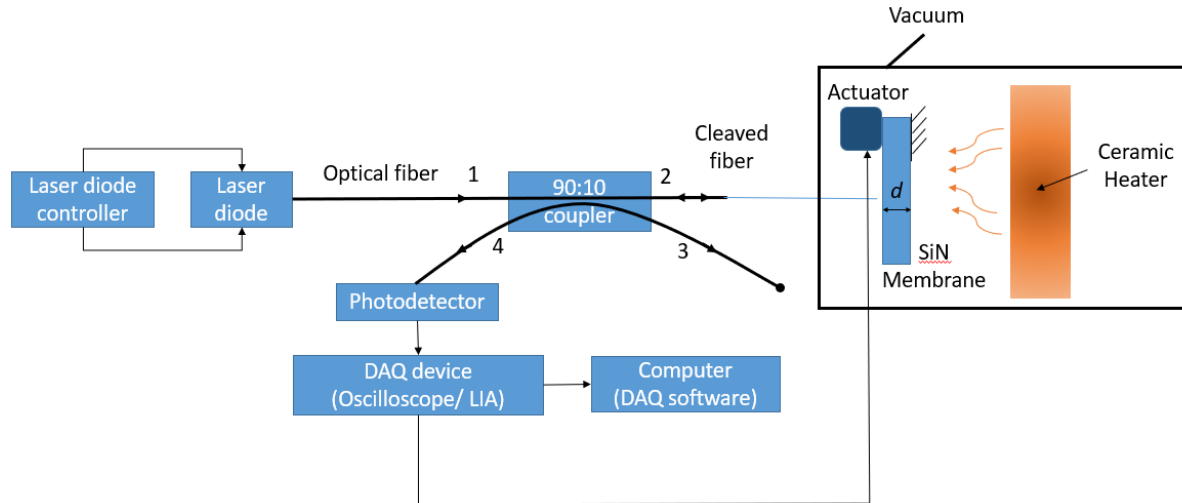 Vacuum
Actuator
Cleaved
fiber
Ceramic
Heater
Optical fiber
1
2
90:10
coupler
Laser diode
controller
Laser
diode
d
4
3
SiN
Membrane
Photodetector
DAQ device
(Oscilloscope/ LIA)
Computer
(DAQ software)